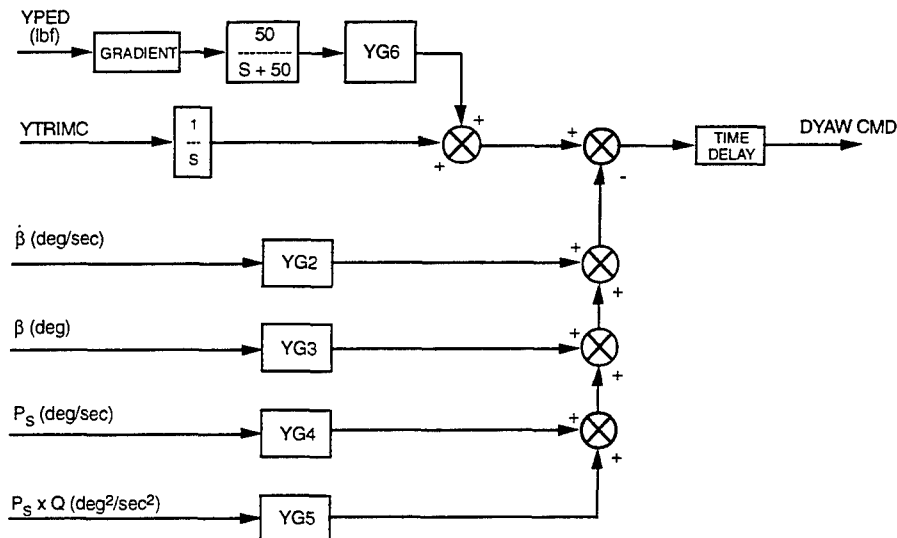 YPED
(lbf)
GRADIENT
50
S + 50
YG6
+
YTRIMC
1
S
+
+
-
TIME
DELAY
DYAW CMD
β̇ (deg/sec)
YG2
+
+
β (deg)
YG3
+
+
P_S (deg/sec)
YG4
+
+
P_S x Q (deg²/sec²)
YG5